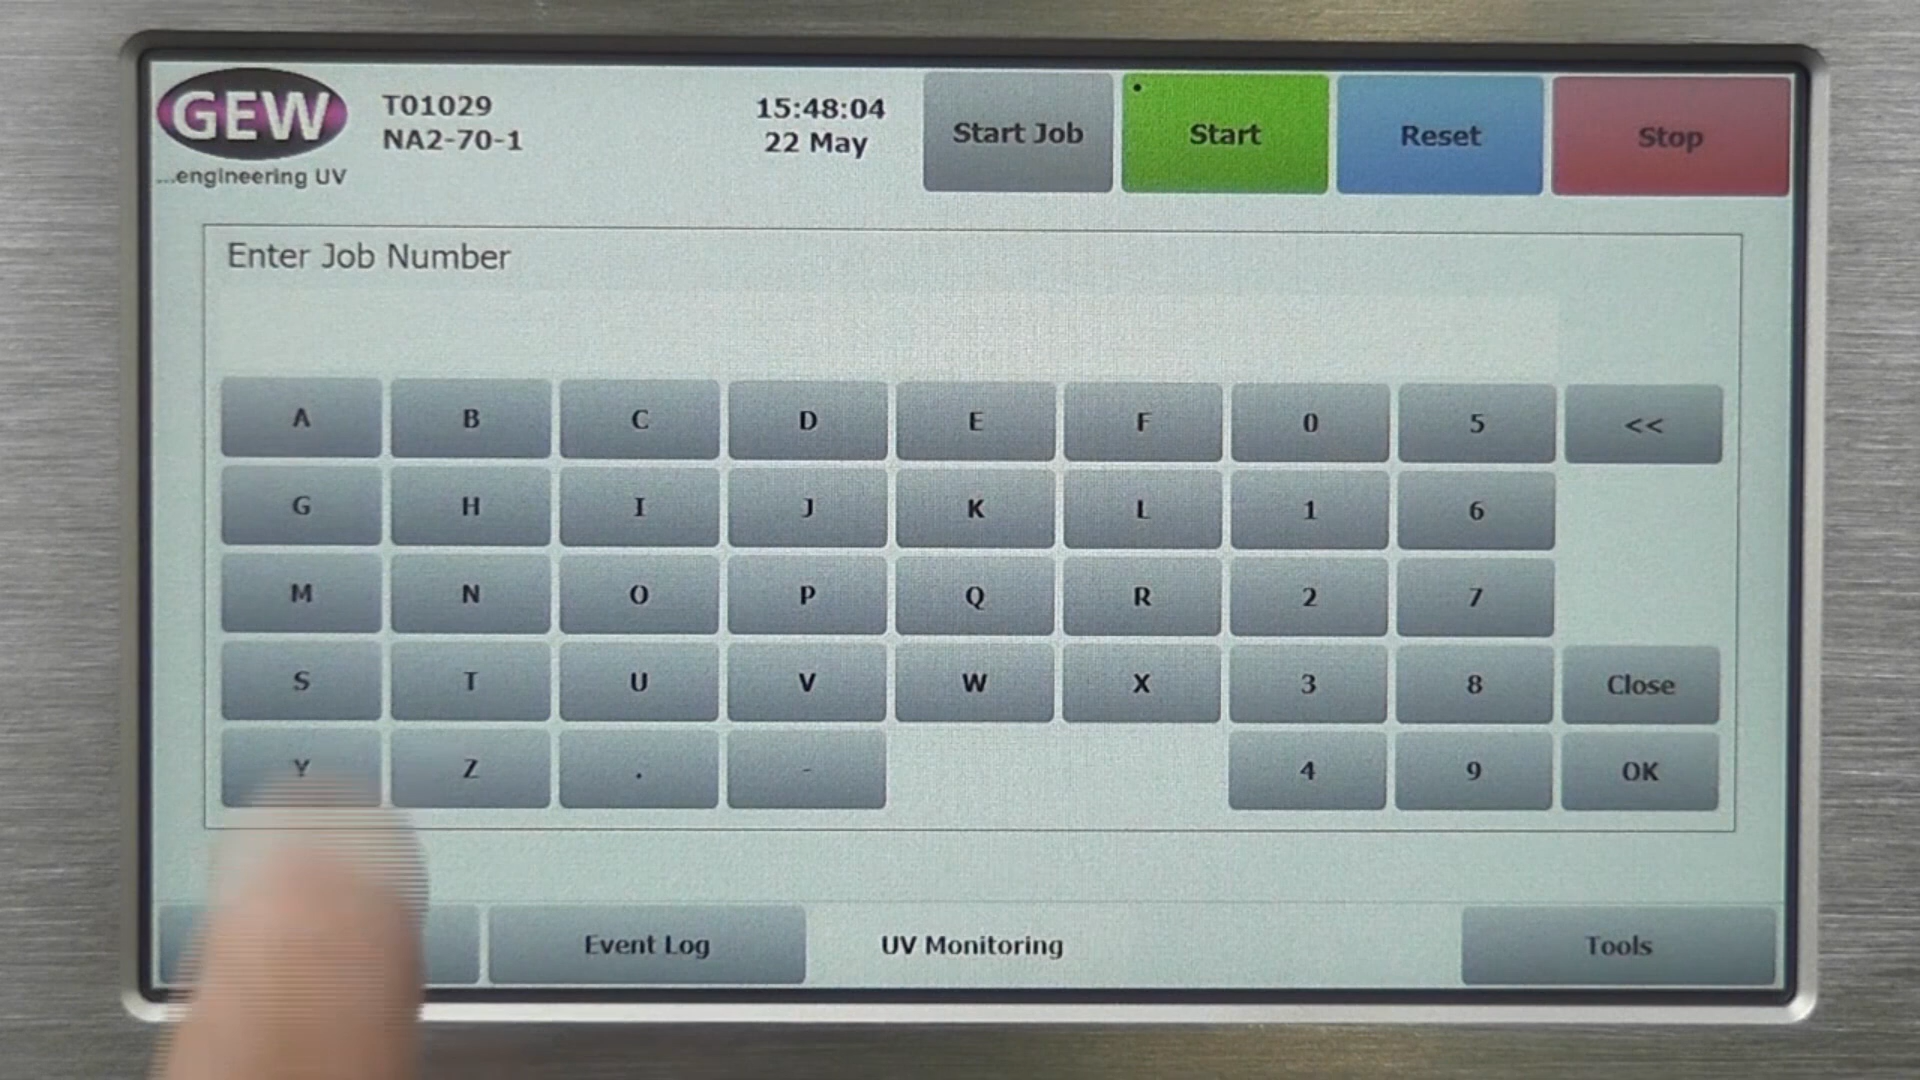 GEW
...engineering UV
T01029
NA2-70-1
15:48:04
22 May
Start Job
Start
Reset
Stop
Enter Job Number
A B C D E F 0 5 <<
G H I J K L 1 6
M N O P Q R 2 7
S T U V W X 3 8 Close
Y Z . - 4 9 OK
Event Log
UV Monitoring
Tools